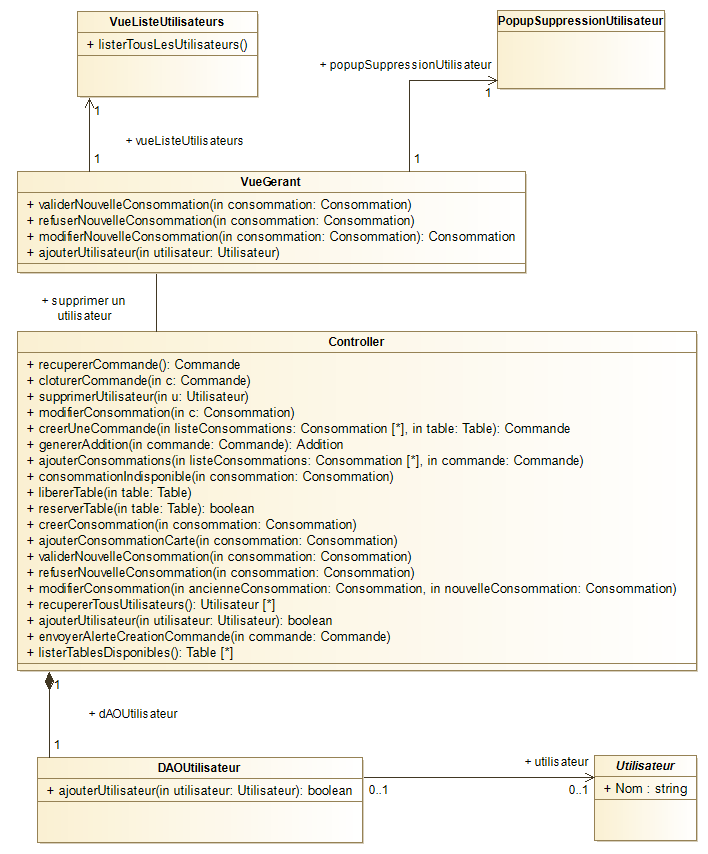 VueListeUtilisateurs
+ listerTousLesUtilisateurs()
PopupSuppressionUtilisateur
+ popupSuppressionUtilisateur
1
1
+ vueListeUtilisateurs
1
1
VueGerant
+ validerNouvelleConsommation(in consommation: Consommation)
+ refuserNouvelleConsommation(in consommation: Consommation)
+ modifierNouvelleConsommation(in consommation: Consommation): Consommation
+ ajouterUtilisateur(in utilisateur: Utilisateur)
+ supprimer un
utilisateur
Controller
+ recupererCommande(): Commande
+ cloturerCommande(in c: Commande)
+ supprimerUtilisateur(in u: Utilisateur)
+ modifierConsommation(in c: Consommation)
+ creerUneCommande(in listeConsommations: Consommation [*], in table: Table): Commande
+ genererAddition(in commande: Commande): Addition
+ ajouterConsommations(in listeConsommations: Consommation [*], in commande: Commande)
+ consommationIndisponible(in consommation: Consommation)
+ libererTable(in table: Table)
+ reserverTable(in table: Table): boolean
+ creerConsommation(in consommation: Consommation)
+ ajouterConsommationCarte(in consommation: Consommation)
+ validerNouvelleConsommation(in consommation: Consommation)
+ refuserNouvelleConsommation(in consommation: Consommation)
+ modifierConsommation(in ancienneConsommation: Consommation, in nouvelleConsommation: Consommation)
+ recupererTousUtilisateurs(): Utilisateur [*]
+ ajouterUtilisateur(in utilisateur: Utilisateur): boolean
+ envoyerAlerteCreationCommande(in commande: Commande)
+ listerTablesDisponibles(): Table [*]
1
+ dAOUtilisateur
1
DAOUtilisateur
+ ajouterUtilisateur(in utilisateur: Utilisateur): boolean
+ utilisateur
0..1
0..1
Utilisateur
+ Nom : string